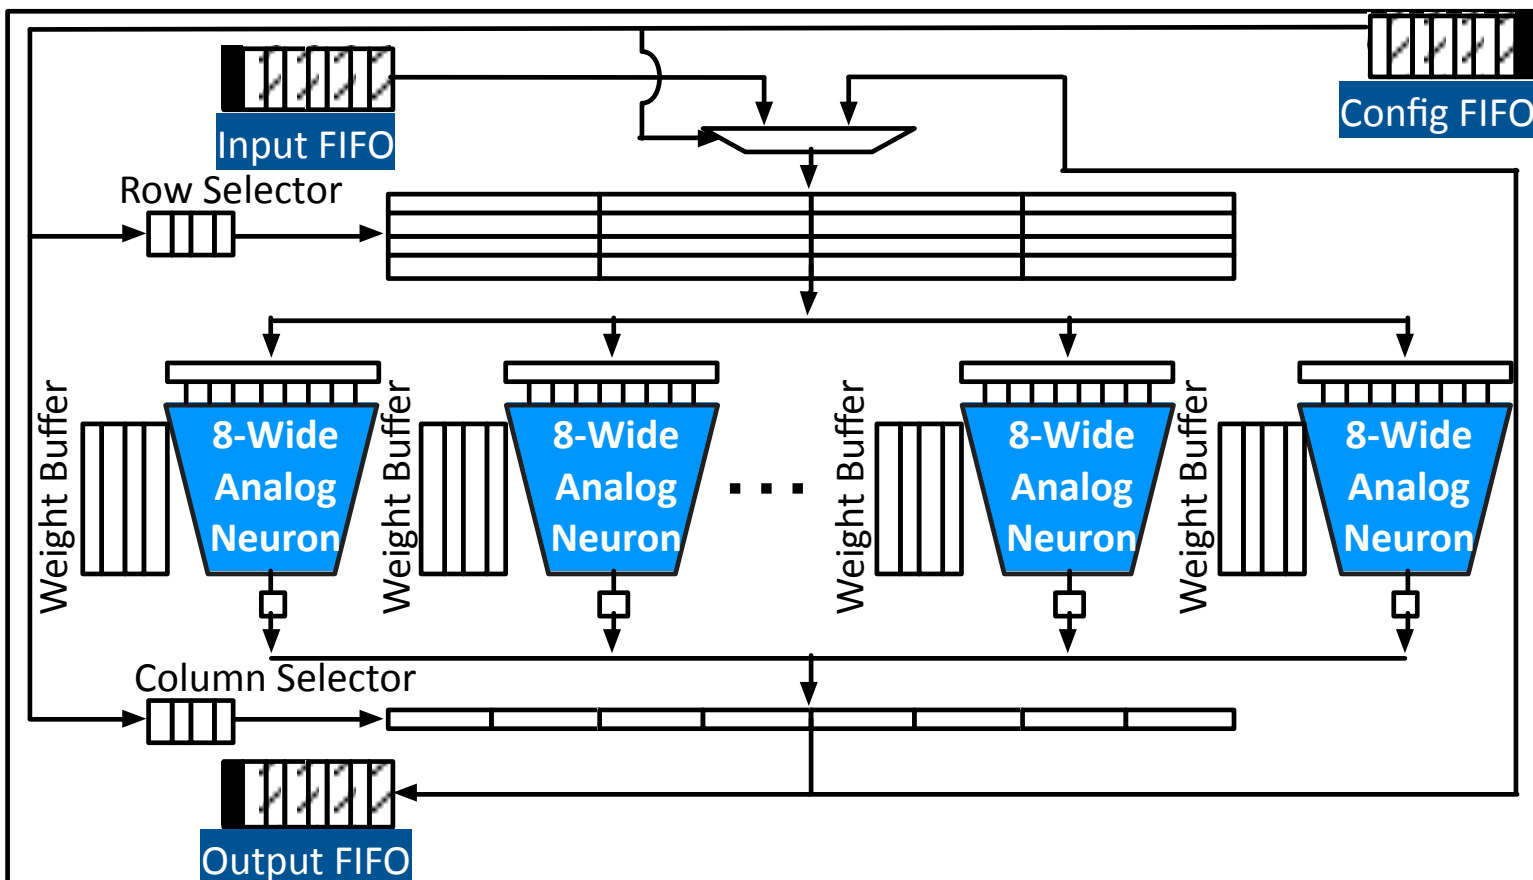 Config FIFO
Input FIFO
Row Selector
Weight Buffer
8-Wide
Analog
Neuron
Weight Buffer
8-Wide
Analog
Neuron
...
Weight Buffer
8-Wide
Analog
Neuron
Weight Buffer
8-Wide
Analog
Neuron
Column Selector
Output FIFO